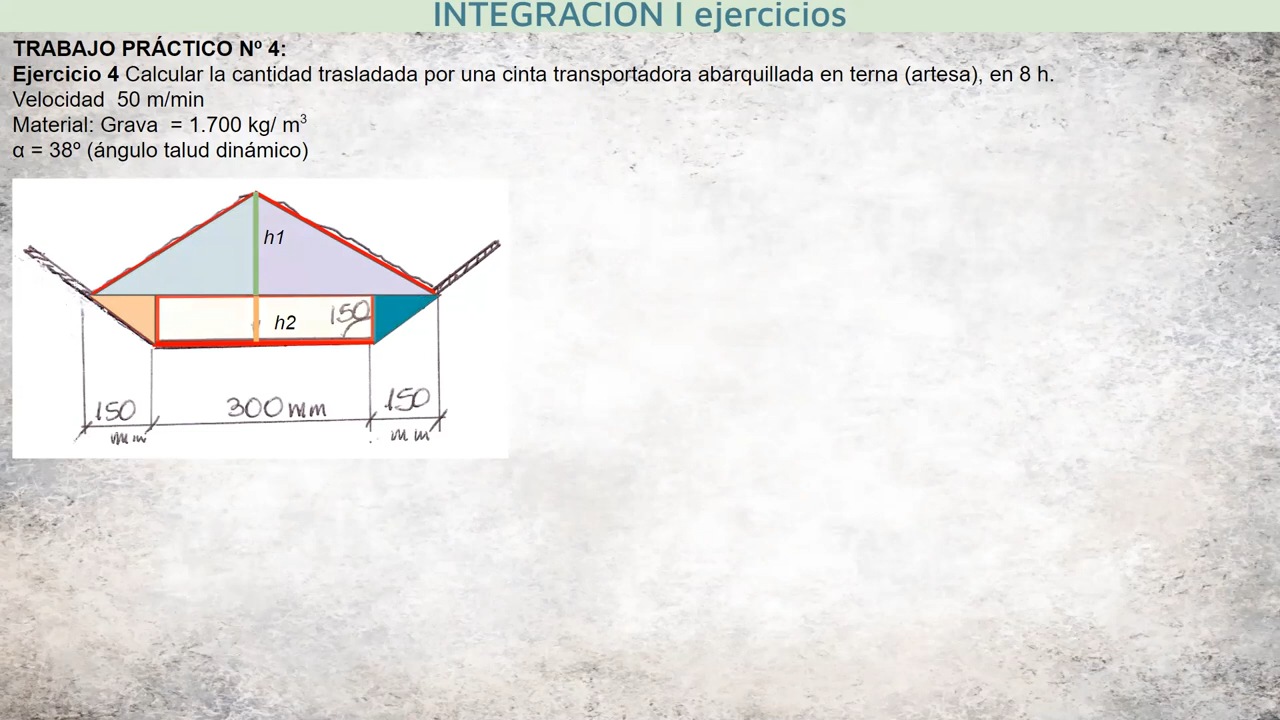 INTEGRACION I ejercicios
TRABAJO PRÁCTICO Nº 4:
Ejercicio 4 Calcular la cantidad trasladada por una cinta transportadora abarquillada en terna (artesa), en 8 h.
Velocidad 50 m/min
Material: Grava = 1.700 kg/ m³
α = 38º (ángulo talud dinámico)
h1
h2
150
150
300mm
150
mm
mm